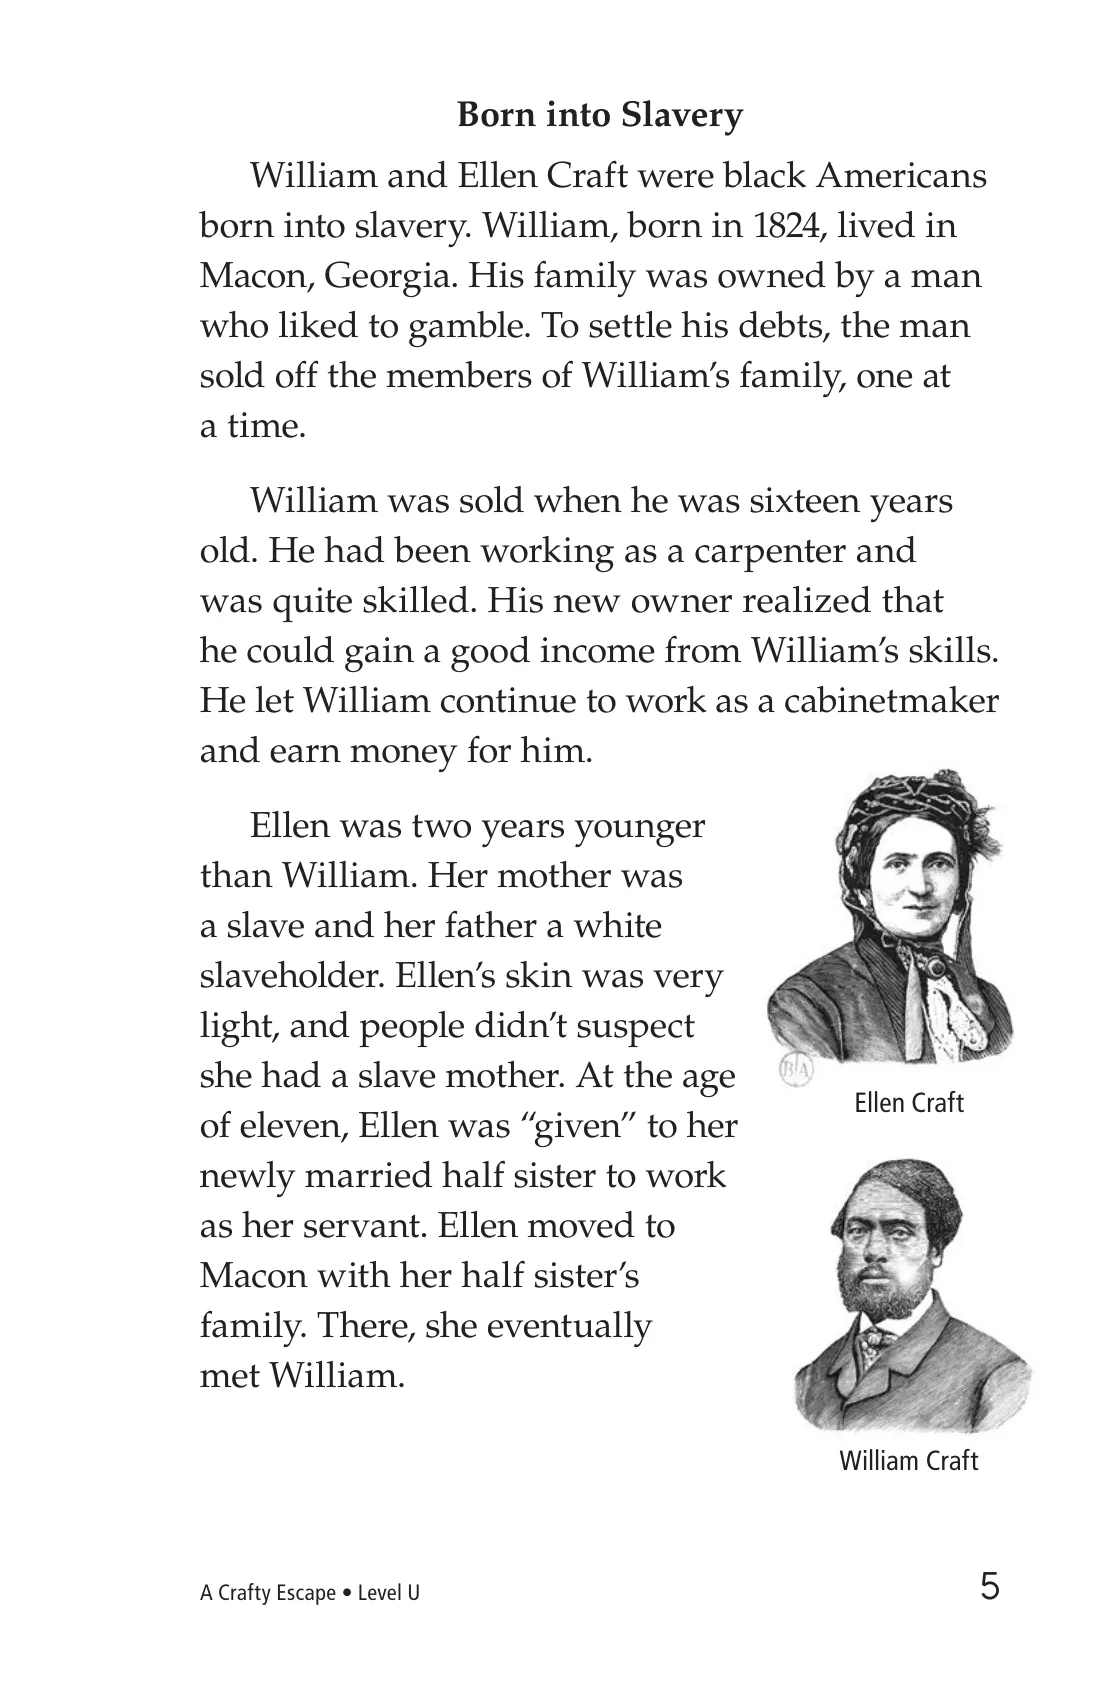 Born into Slavery
William and Ellen Craft were black Americans
born into slavery. William, born in 1824, lived in
Macon, Georgia. His family was owned by a man
who liked to gamble. To settle his debts, the man
sold off the members of William’s family, one at
a time.
William was sold when he was sixteen years
old. He had been working as a carpenter and
was quite skilled. His new owner realized that
he could gain a good income from William’s skills.
He let William continue to work as a cabinetmaker
and earn money for him.
Ellen was two years younger
than William. Her mother was
a slave and her father a white
slaveholder. Ellen’s skin was very
light, and people didn’t suspect
she had a slave mother. At the age
of eleven, Ellen was “given” to her
newly married half sister to work
as her servant. Ellen moved to
Macon with her half sister’s
family. There, she eventually
met William.
BA
Ellen Craft
William Craft
A Crafty Escape • Level U
5